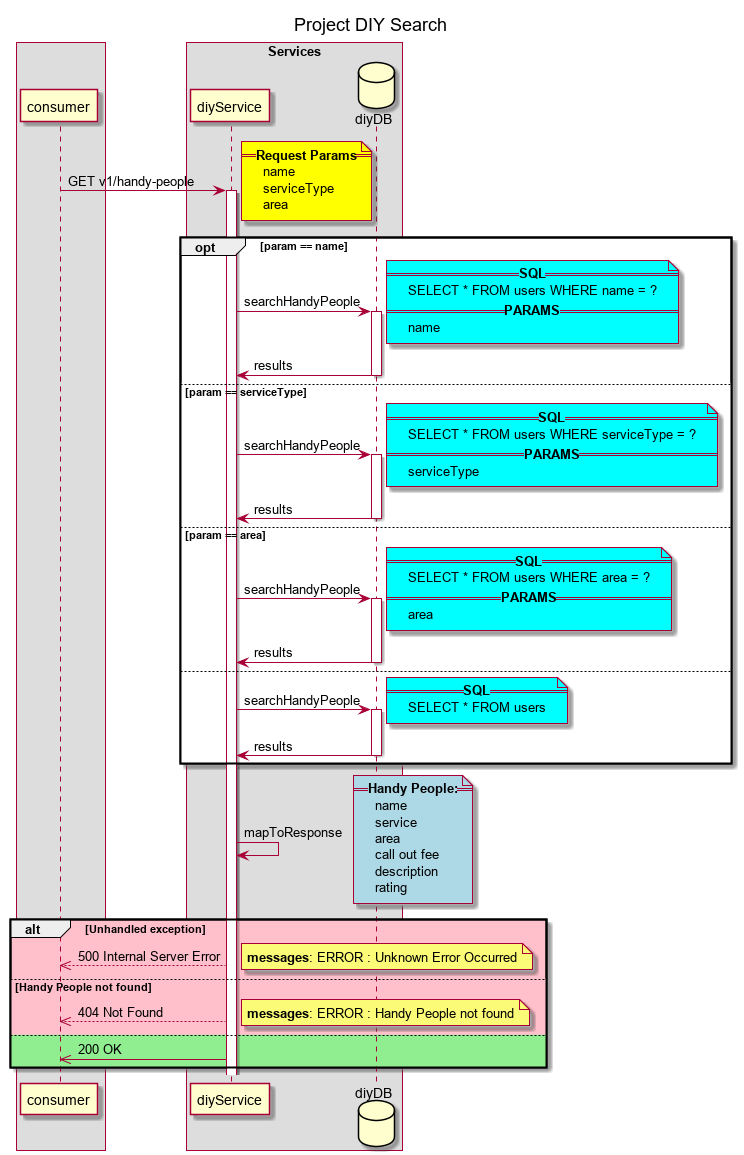 Project DIY Search
Services
consumer
diyService
diyDB
Request Params
name
serviceType
area
GET v1/handy-people
opt
[param == name]
SQL
SELECT * FROM users WHERE name = ?
PARAMS
name
searchHandyPeople
results
[param == serviceType]
SQL
SELECT * FROM users WHERE serviceType = ?
PARAMS
serviceType
searchHandyPeople
results
[param == area]
SQL
SELECT * FROM users WHERE area = ?
PARAMS
area
searchHandyPeople
results
SQL
SELECT * FROM users
searchHandyPeople
results
Handy People:
name
service
area
call out fee
description
rating
mapToResponse
alt
[Unhandled exception]
500 Internal Server Error
messages: ERROR : Unknown Error Occurred
[Handy People not found]
404 Not Found
messages: ERROR : Handy People not found
200 OK
consumer
diyService
diyDB